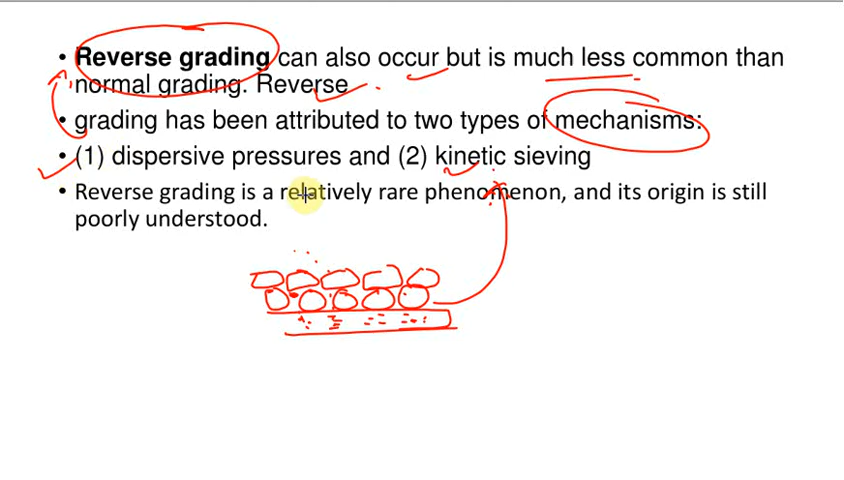 • Reverse grading can also occur but is much less common than
normal grading. Reverse
• grading has been attributed to two types of mechanisms:
• (1) dispersive pressures and (2) kinetic sieving
• Reverse grading is a relatively rare phenomenon, and its origin is still
poorly understood.